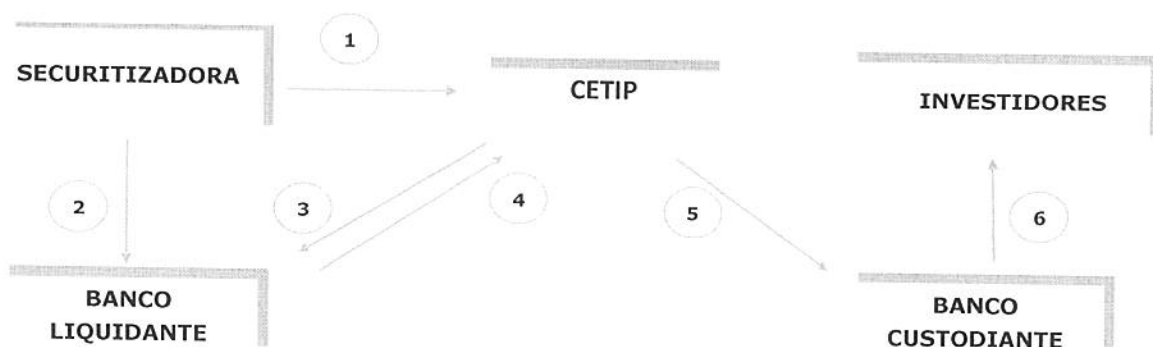 1
SECURITIZADORA
CETIP
INVESTIDORES
2
3
4
5
6
BANCO
LIQUIDANTE
BANCO
CUSTODIANTE